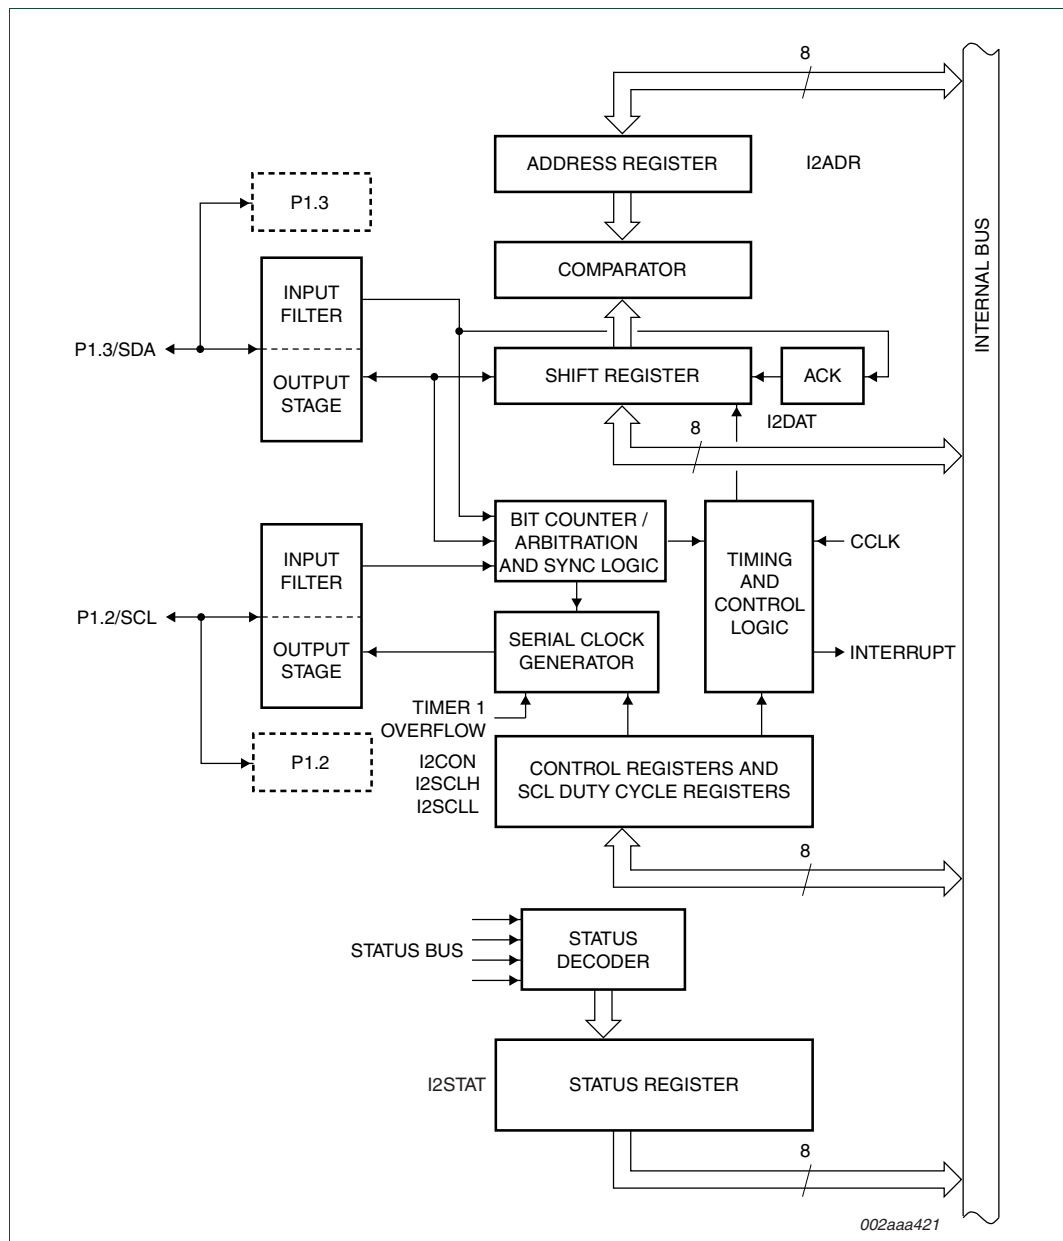 8
ADDRESS REGISTER
I2ADR
P1.3
COMPARATOR
INTERNAL BUS
INPUT
FILTER
P1.3/SDA
OUTPUT
STAGE
SHIFT REGISTER
ACK
I2DAT
8
BIT COUNTER /
ARBITRATION
AND SYNC LOGIC
TIMING
AND
CONTROL
LOGIC
CCLK
INTERRUPT
INPUT
FILTER
P1.2/SCL
OUTPUT
STAGE
SERIAL CLOCK
GENERATOR
TIMER 1
OVERFLOW
P1.2
I2CON
I2SCLH
I2SCLL
CONTROL REGISTERS AND
SCL DUTY CYCLE REGISTERS
8
STATUS BUS
STATUS
DECODER
I2STAT
STATUS REGISTER
8
002aaa421